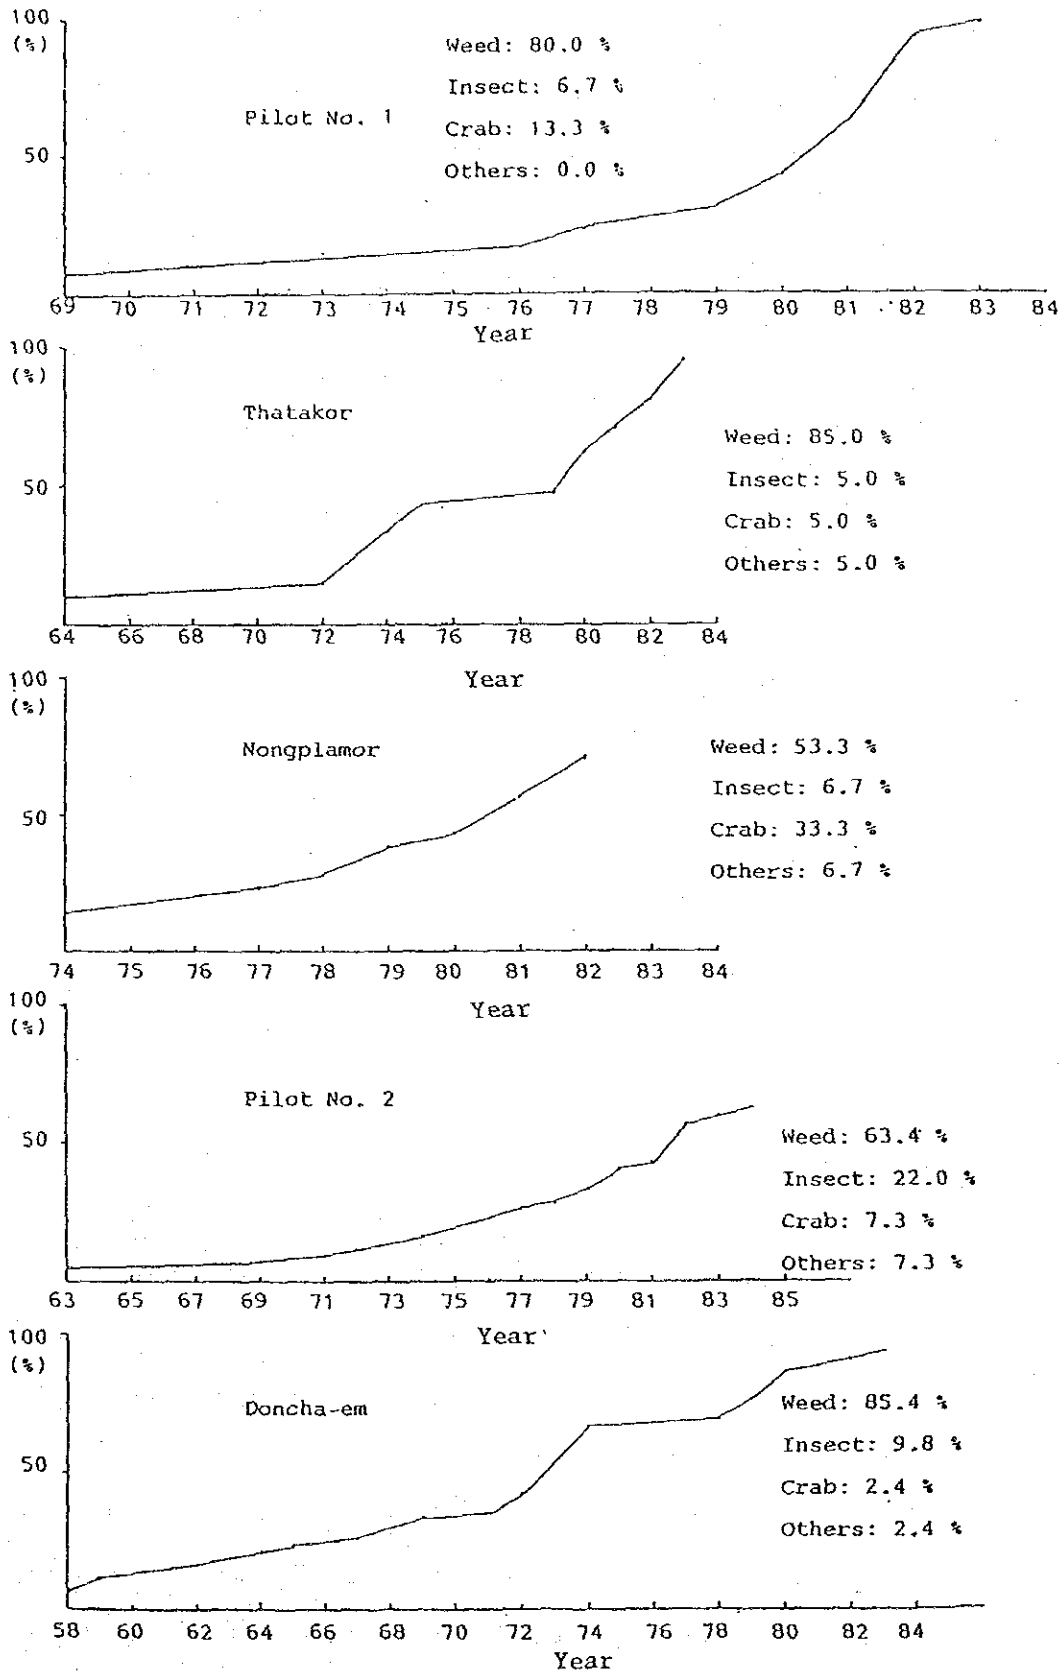 100
(%)
Weed: 80.0 %
Insect: 6.7 %
Pilot No. 1
Crab: 13.3 %
50
Others: 0.0 %
69 70 71 72 73 74 75 76 77 78 79 80 81 82 83 84
Year
100
(%)
Thatakor
Weed: 85.0 %
50
Insect: 5.0 %
Crab: 5.0 %
Others: 5.0 %
64 66 68 70 72 74 76 78 80 82 84
Year
100
(%)
Nongplamor
Weed: 53.3 %
Insect: 6.7 %
50
Crab: 33.3 %
Others: 6.7 %
74 75 76 77 78 79 80 81 82 83 84
Year
100
(%)
Pilot No. 2
50
Weed: 63.4 %
Insect: 22.0 %
Crab: 7.3 %
Others: 7.3 %
63 65 67 69 71 73 75 77 79 81 83 85
Year
100
(%)
Doncha-em
Weed: 85.4 %
Insect: 9.8 %
50
Crab: 2.4 %
Others: 2.4 %
58 60 62 64 66 68 70 72 74 76 78 80 82 84
Year